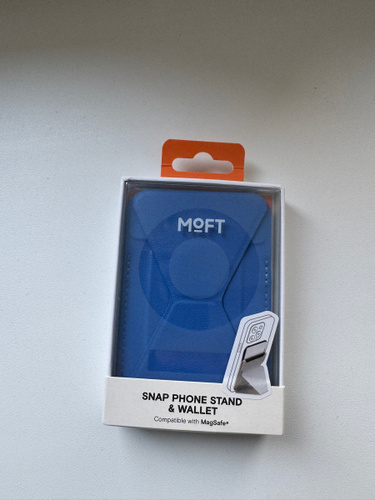 MOFT
SNAP PHONE STAND
& WALLET
Compatible with MagSafe*